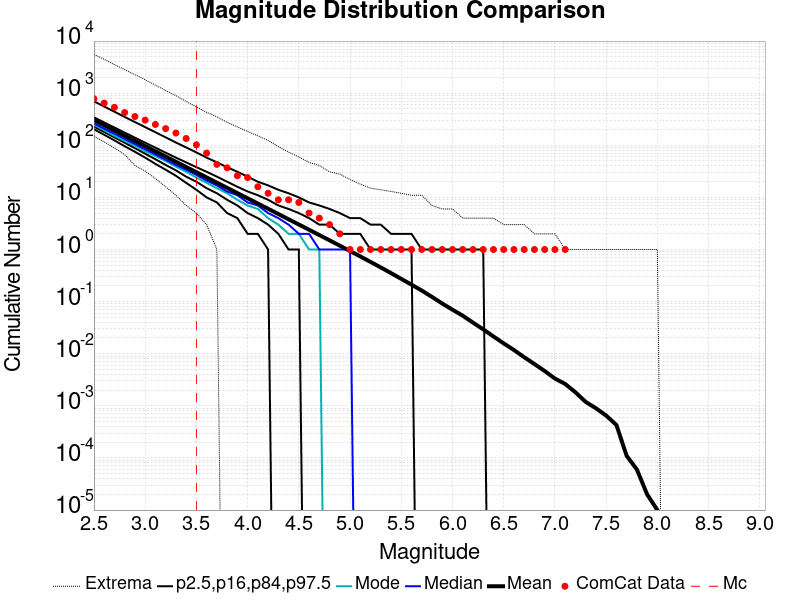 Magnitude Distribution Comparison
10^4
10^3
10^2
10^1
10^0
10^-1
10^-2
10^-3
10^-4
10^-5
Cumulative Number
2.5 3.0 3.5 4.0 4.5 5.0 5.5 6.0 6.5 7.0 7.5 8.0 8.5 9.0
Magnitude
Extrema p2.5,p16,p84,p97.5 Mode Median Mean ComCat Data Mc